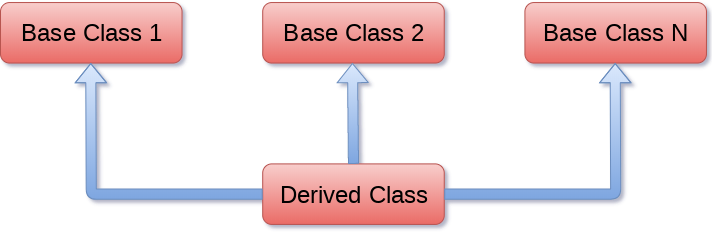 Base Class 1
Base Class 2
Base Class N
Derived Class